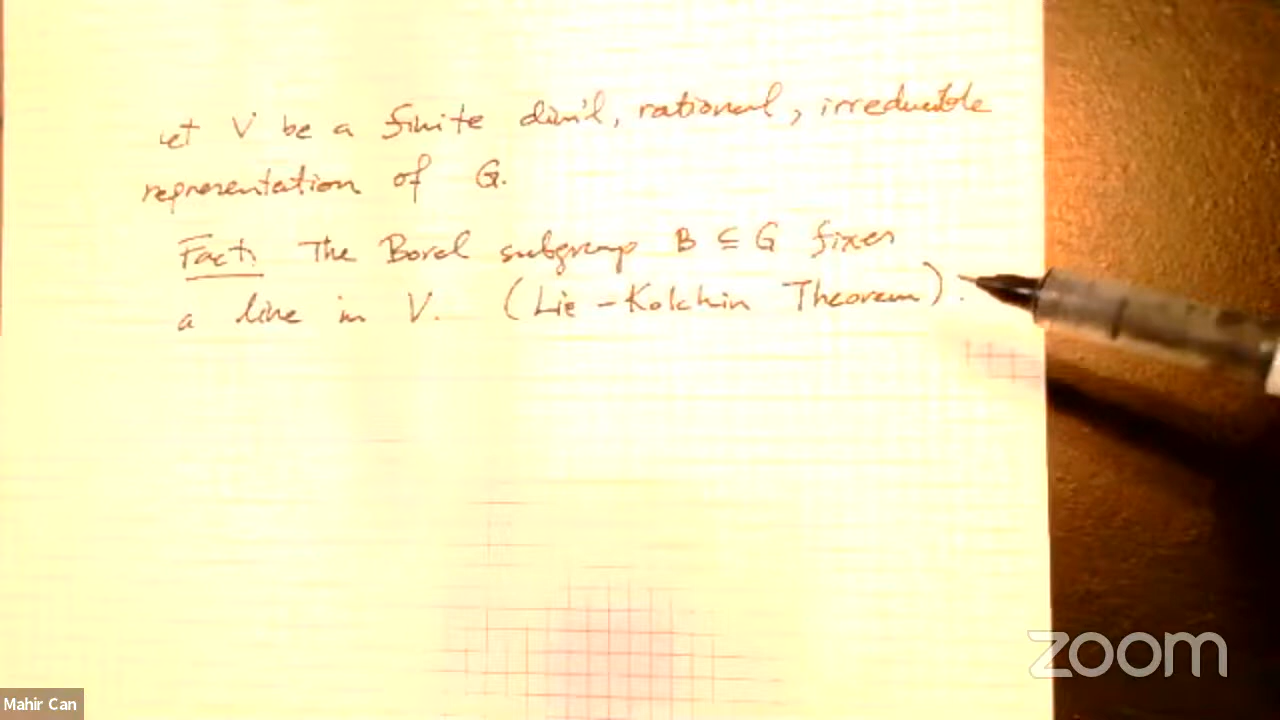 Let V be a finite dim'l, rational, irreducible
representation of G.
Fact: The Borel subgroup B ⊆ G fixes
a line in V. (Lie-Kolchin Theorem).
zoom
Mahir Can